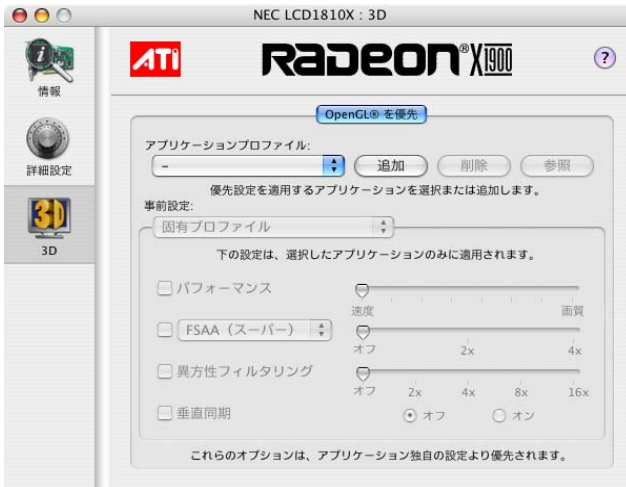 NEC LCD1810X : 3D
情報
詳細設定
3D
3D
ATI RADEON® X1900
?
OpenGL® を優先
アプリケーションプロファイル:
– 追加 削除 参照
優先設定を適用するアプリケーションを選択または追加します。
事前設定:
固有プロファイル
下の設定は、選択したアプリケーションのみに適用されます。
パフォーマンス
速度 画質
FSAA（スーパー）
オフ 2x 4x
異方性フィルタリング
オフ 2x 4x 8x 16x
垂直同期 オフ オン
これらのオプションは、アプリケーション独自の設定より優先されます。